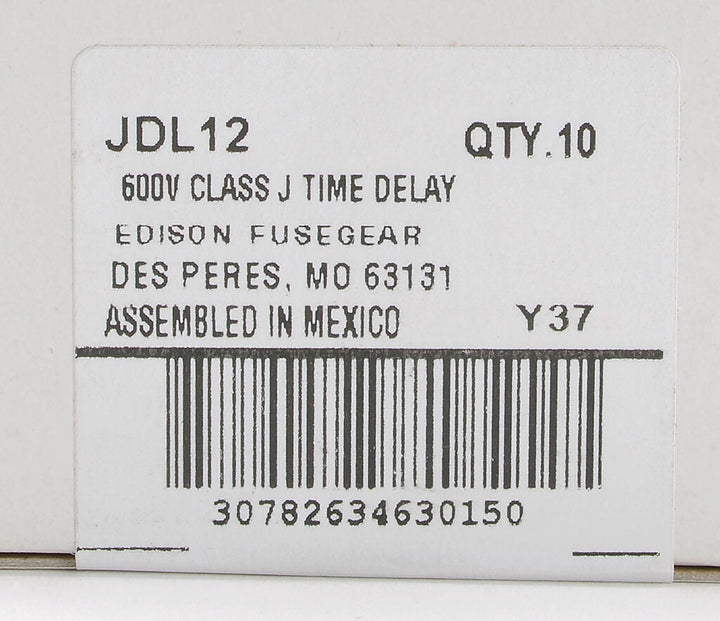 JDL12 QTY.10
600V CLASS J TIME DELAY
EDISON FUSEGEAR
DES PERES, MO 63131
ASSEMBLED IN MEXICO Y37
30782634630150